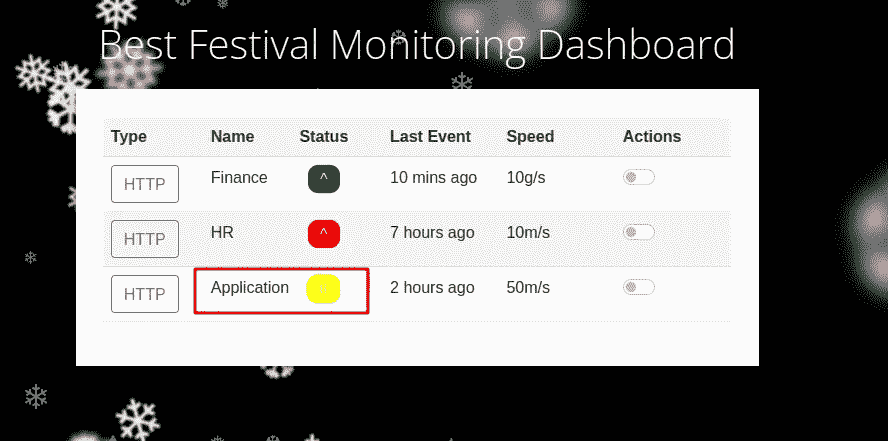 Best Festival Monitoring Dashboard
Type Name Status Last Event Speed Actions
HTTP Finance ^ 10 mins ago 10g/s
HTTP HR ^ 7 hours ago 10m/s
HTTP Application 2 hours ago 50m/s